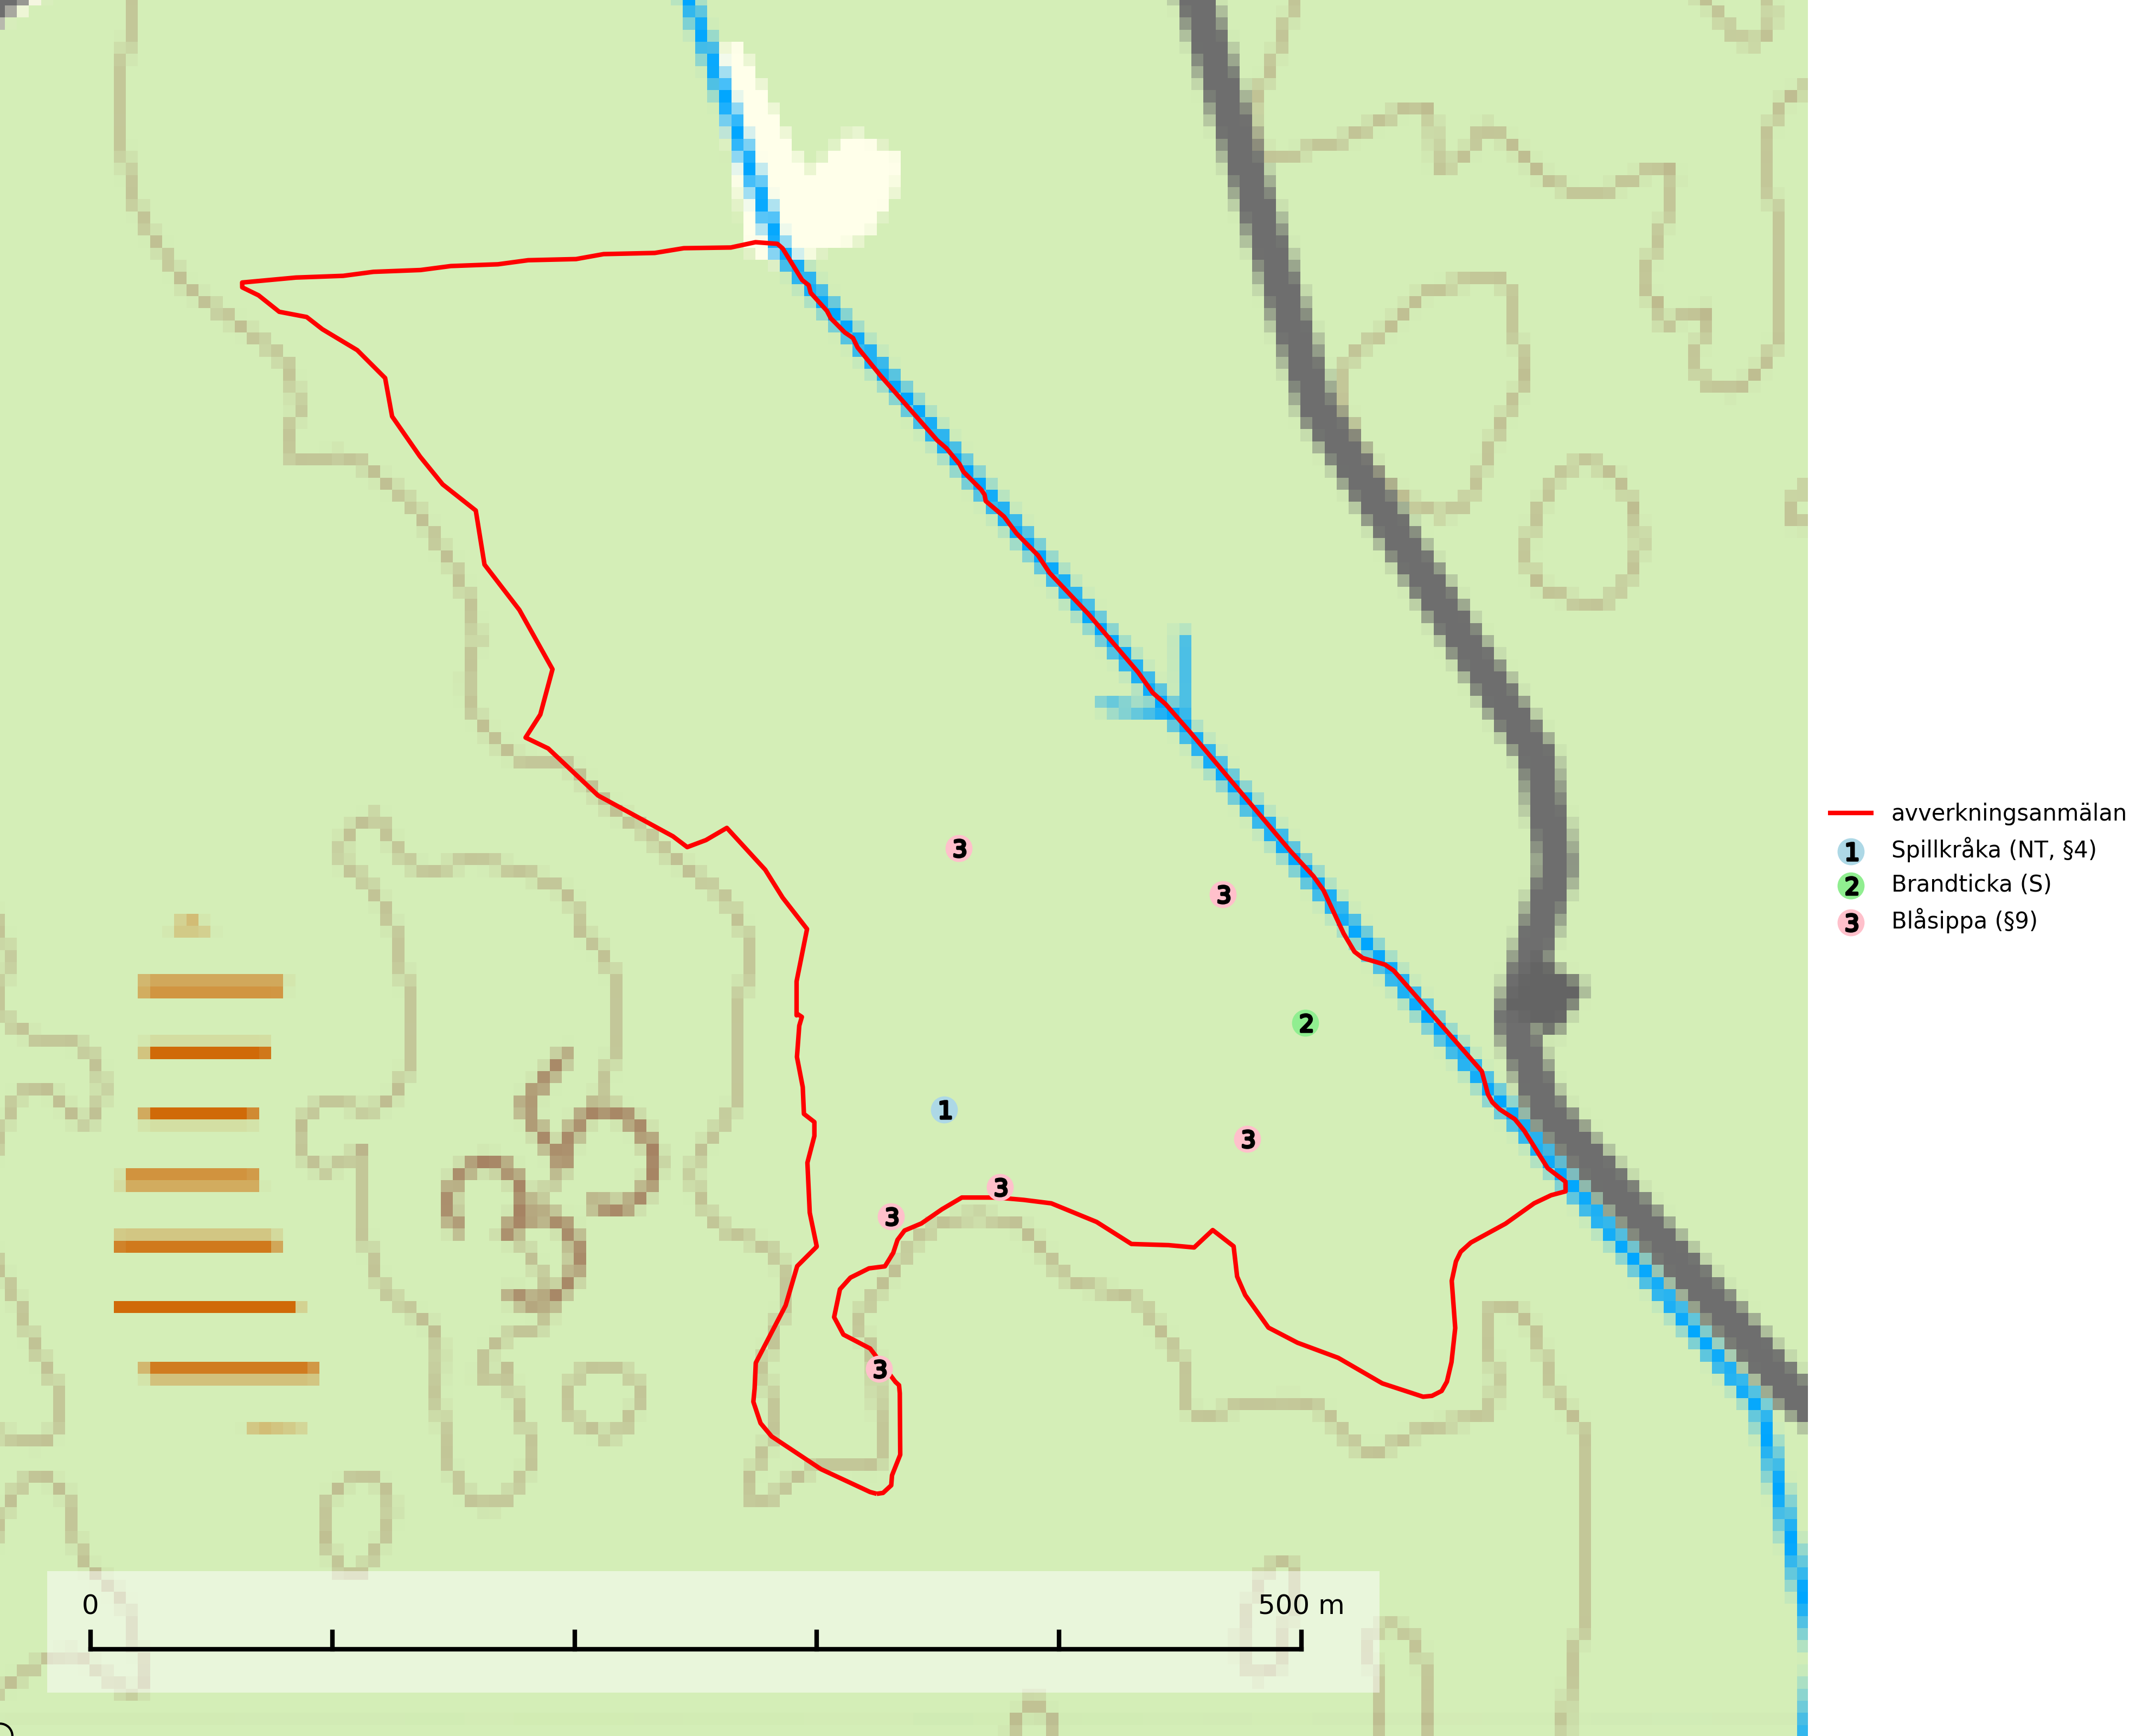 3
3
2
1
3
3
3
3
0
500 m
avverkningsanmälan
1 Spillkråka (NT, §4)
2 Brandticka (S)
3 Blåsippa (§9)